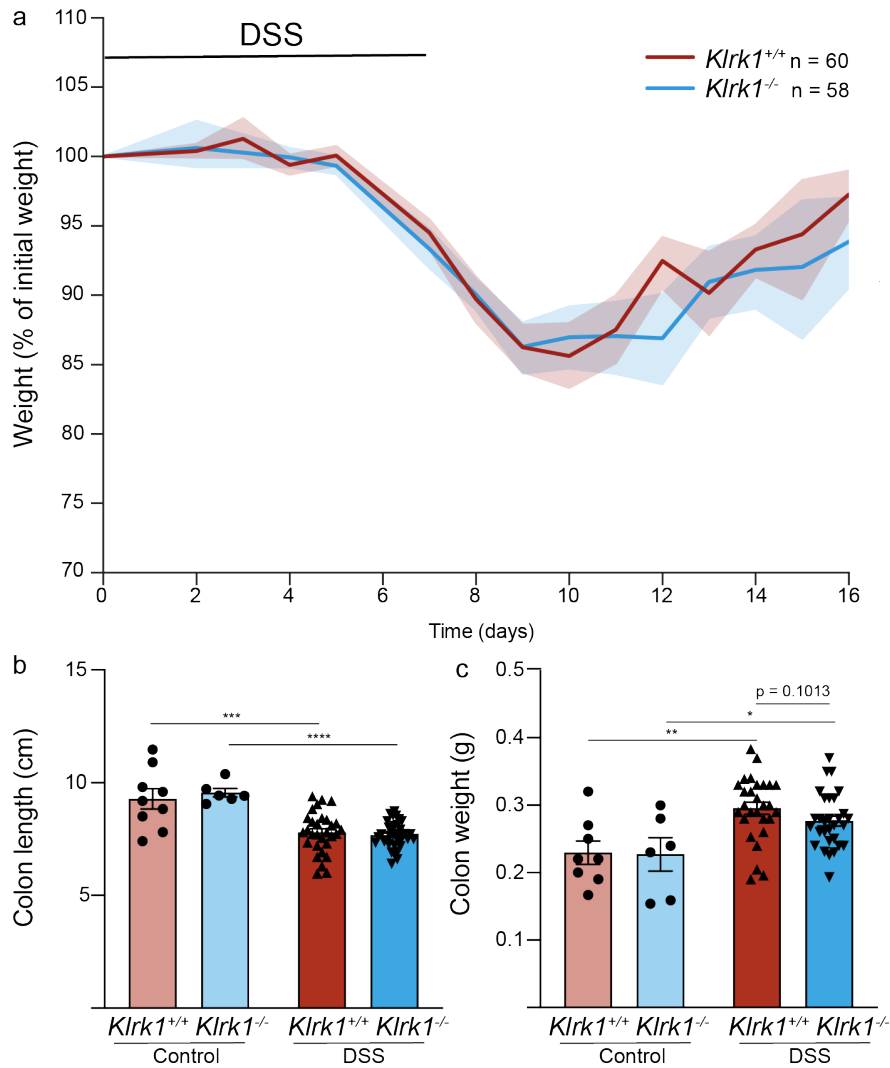 a
DSS
Klrk1+/+ n = 60
Klrk1-/- n = 58
110
105
100
95
90
85
80
75
70
Weight (% of initial weight)
0 2 4 6 8 10 12 14 16
Time (days)
b
15
10
5
Colon length (cm)
***
****
Klrk1+/+ Klrk1-/- Klrk1+/+ Klrk1-/-
Control DSS
c
0.5
0.4
0.3
0.2
0.1
Colon weight (g)
p = 0.1013
*
**
Klrk1+/+ Klrk1-/- Klrk1+/+ Klrk1-/-
Control DSS